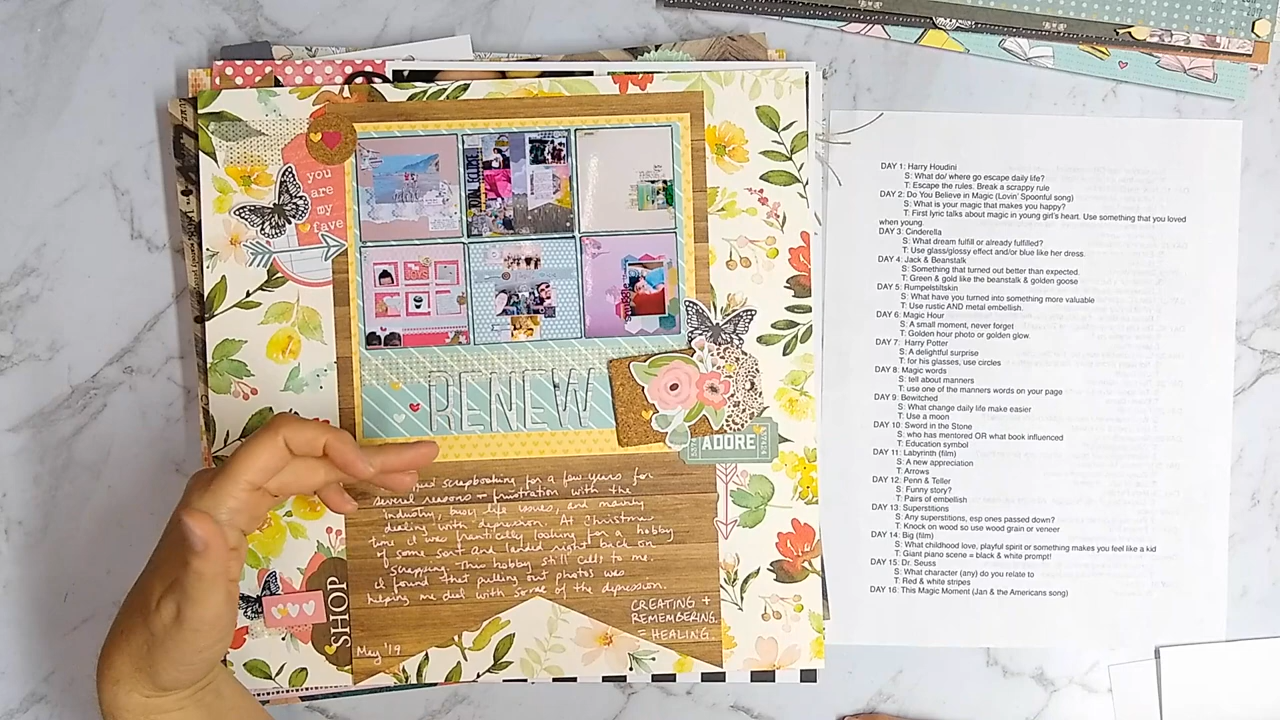 you
are
my
fave
RENEW
ADORE
scrapbooking for a few years for
several reasons + frustration with the
industry, busy life issues, and mainly
dealing with depression. At Christmas
time I was frantically looking for a hobby
of some sort and landed right back on
scrapping. This hobby still calls to me.
I found that pulling out photos was
helping me deal with some of the depression.
CREATING +
REMEMBERING
= HEALING.
May '19
SHOP
DAY 1: Harry Houdini
S: What do/ where go escape daily life?
T: Escape the rules. Break a scrappy rule
DAY 2: Do You Believe in Magic (Lovin' Spoonful song)
S: What is your magic that makes you happy?
T: First lyric talks about magic in young girl's heart. Use something that you loved
when young.
DAY 3: Cinderella
S: What dream fulfill or already fulfilled?
T: Use glass/glossy effect and/or blue like her dress.
DAY 4: Jack & Beanstalk
S: Something that turned out better than expected.
T: Green & gold like the beanstalk & golden goose
DAY 5: Rumpelstiltskin
S: What have you turned into something more valuable
T: Use rustic AND metal embellish.
DAY 6: Magic Hour
S: A small moment, never forget
T: Golden hour photo or golden glow.
DAY 7: Harry Potter
S: A delightful surprise
T: for his glasses, use circles
DAY 8: Magic words
S: tell about manners
T: use one of the manners words on your page
DAY 9: Bewitched
S: What change daily life make easier
T: Use a moon
DAY 10: Sword in the Stone
S: who has mentored OR what book influenced
T: Education symbol
DAY 11: Labyrinth (film)
S: A new appreciation
T: Arrows
DAY 12: Penn & Teller
S: Funny story?
T: Pairs of embellish
DAY 13: Superstitions
S: Any superstitions, esp ones passed down?
T: Knock on wood so use wood grain or veneer
DAY 14: Big (film)
S: What childhood love, playful spirit or something makes you feel like a kid
T: Giant piano scene = black & white prompt!
DAY 15: Dr. Seuss
S: What character (any) do you relate to
T: Red & white stripes
DAY 16: This Magic Moment (Jan & the Americans song)